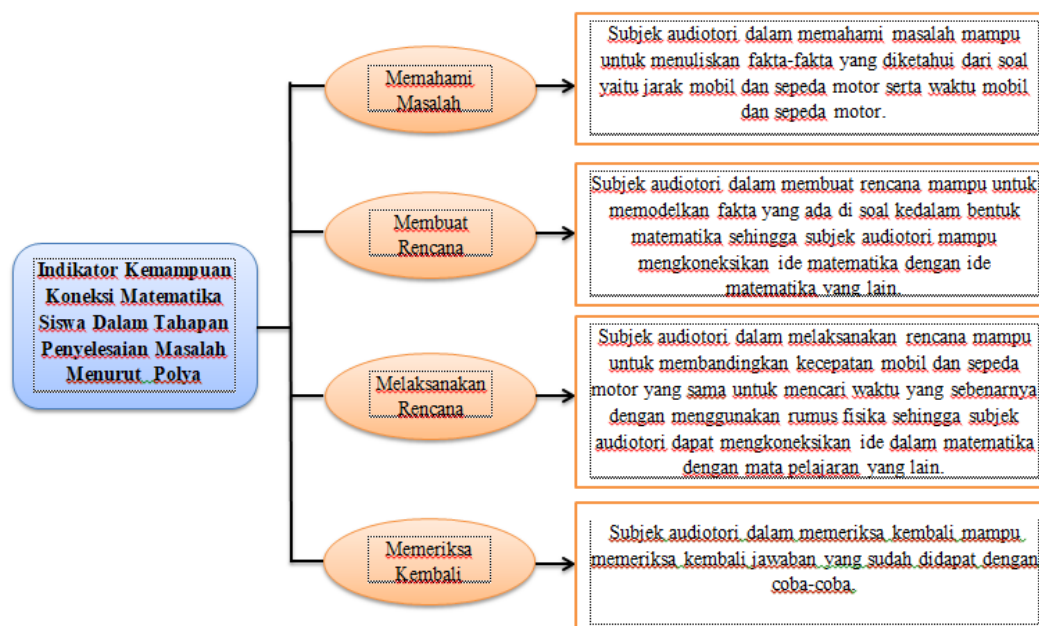 Indikator Kemampuan
Koneksi Matematika
Siswa Dalam Tahapan
Penyelesaian Masalah
Menurut Polya
Memahami
Masalah
Subjek audiotori dalam memahami masalah mampu
untuk menuliskan fakta-fakta yang diketahui dari soal
yaitu jarak mobil dan sepeda motor serta waktu mobil
dan sepeda motor.
Membuat
Rencana
Subjek audiotori dalam membuat rencana mampu untuk
memodelkan fakta yang ada di soal kedalam bentuk
matematika sehingga subjek audiotori mampu
mengkoneksikan ide matematika dengan ide
matematika yang lain.
Melaksanakan
Rencana
Subjek audiotori dalam melaksanakan rencana mampu
untuk membandingkan kecepatan mobil dan sepeda
motor yang sama untuk mencari waktu yang sebenarnya
dengan menggunakan rumus fisika sehingga subjek
audiotori dapat mengkoneksikan ide dalam matematika
dengan mata pelajaran yang lain.
Memeriksa
Kembali
Subjek audiotori dalam memeriksa kembali mampu
memeriksa kembali jawaban yang sudah didapat dengan
coba-coba.